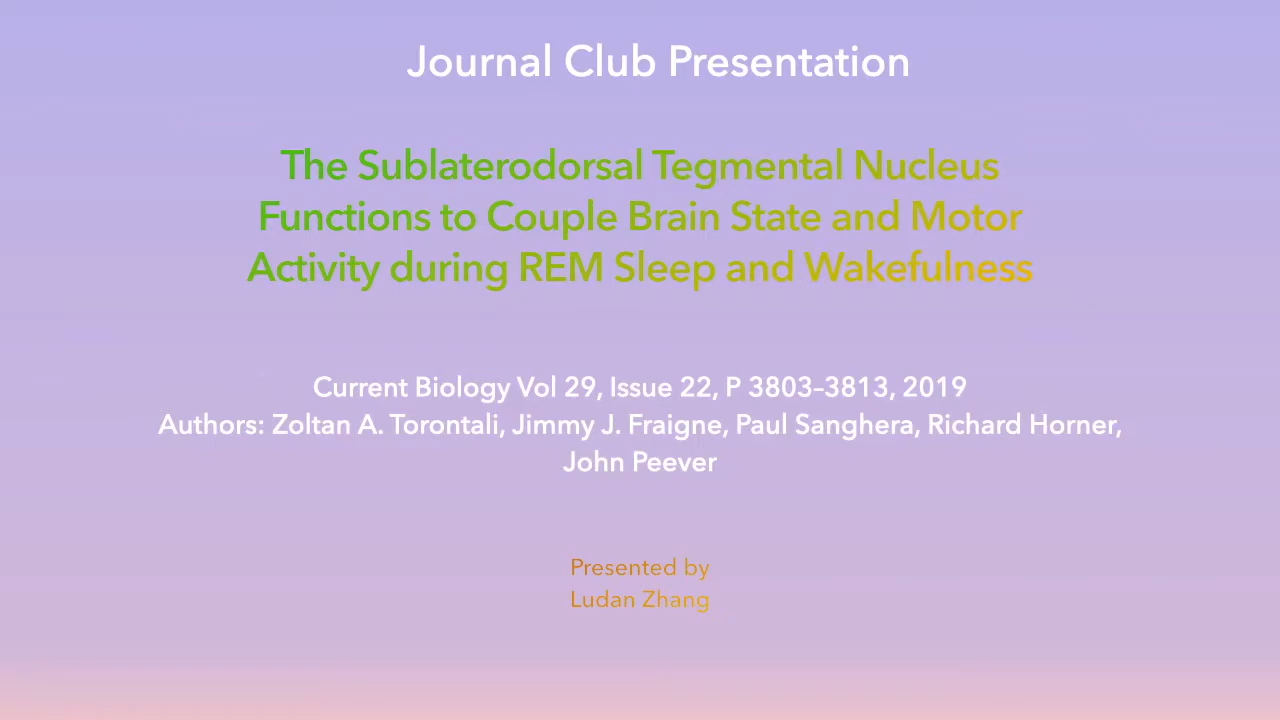 Journal Club Presentation
The Sublaterodorsal Tegmental Nucleus
Functions to Couple Brain State and Motor
Activity during REM Sleep and Wakefulness
Current Biology Vol 29, Issue 22, P 3803–3813, 2019
Authors: Zoltan A. Torontali, Jimmy J. Fraigne, Paul Sanghera, Richard Horner,
John Peever
Presented by
Ludan Zhang